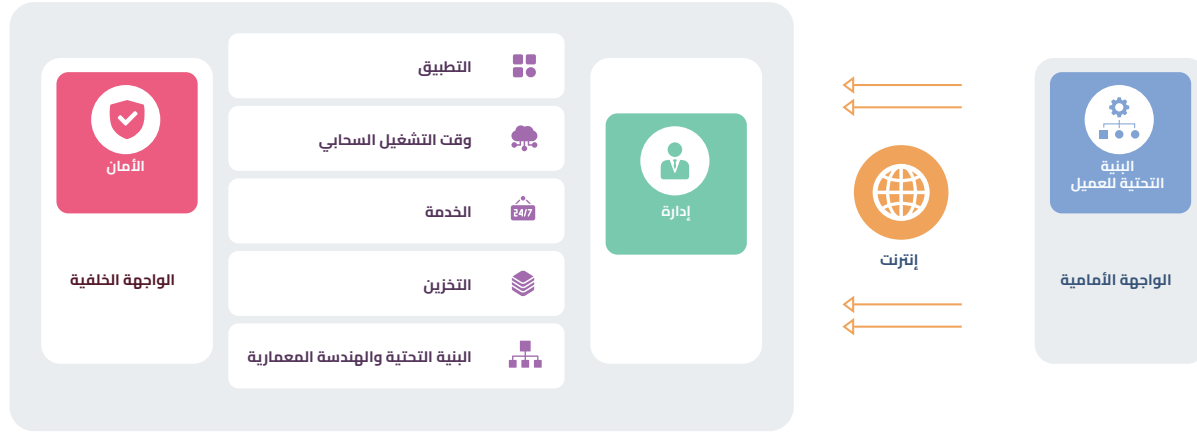 البنية
التحتية للعميل
الواجهة الأمامية
إنترنت
إدارة
التطبيق
وقت التشغيل السحابي
24/7
الخدمة
التخزين
البنية التحتية والهندسة المعمارية
الأمان
الواجهة الخلفية